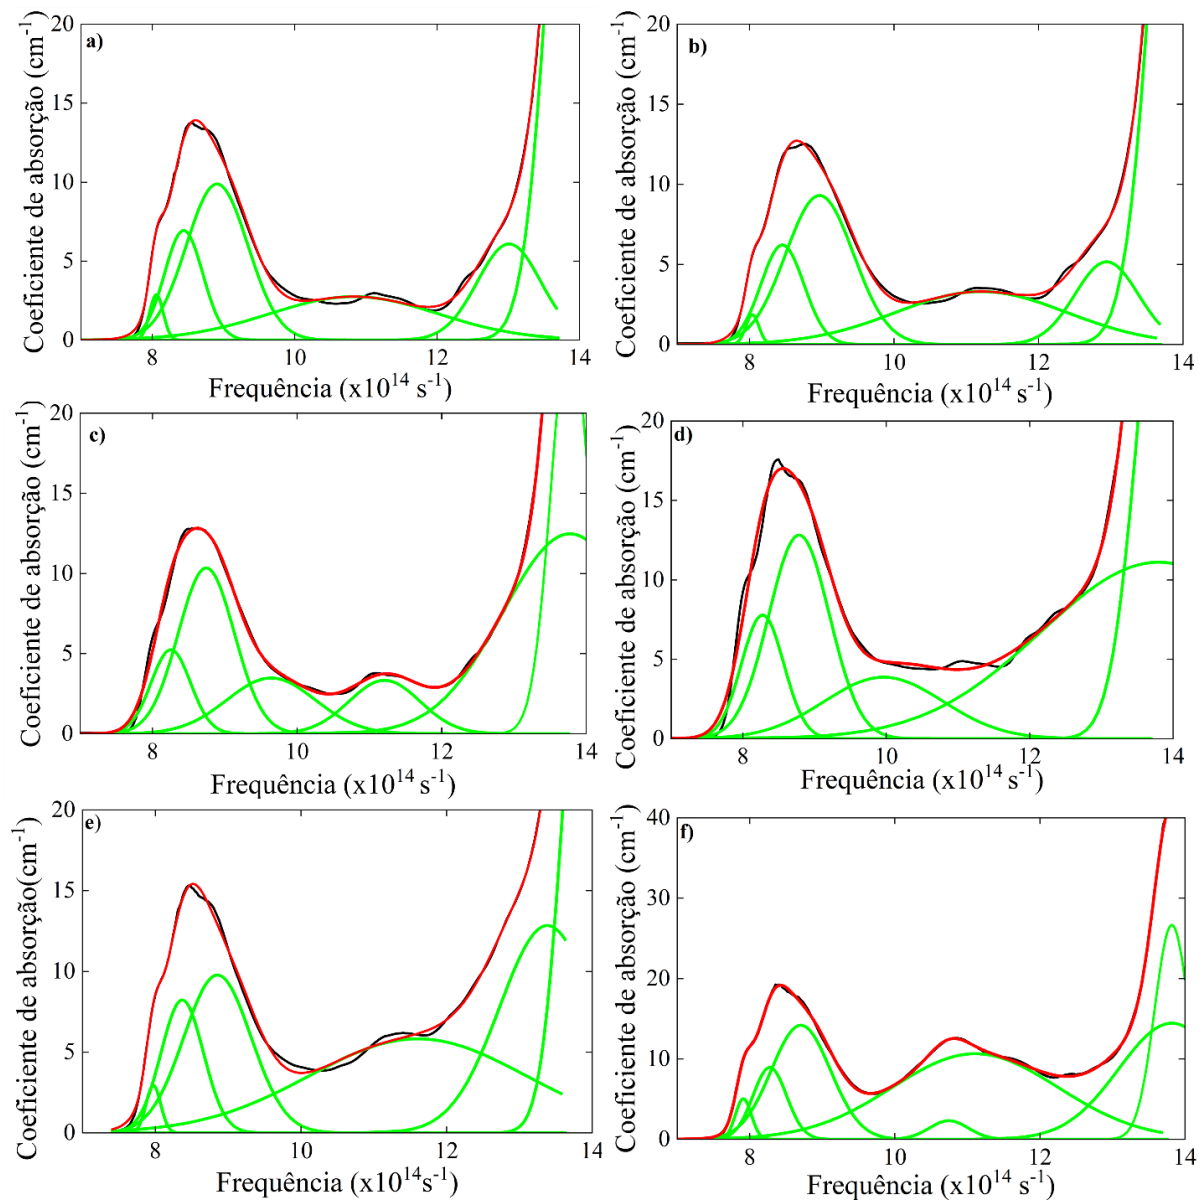 a)
Coeficiente de absorção (cm⁻¹)
20
15
10
5
0
8 10 12 14
Frequência (x10¹⁴ s⁻¹)
b)
Coeficiente de absorção (cm⁻¹)
20
15
10
5
0
8 10 12 14
Frequência (x10¹⁴ s⁻¹)
c)
Coeficiente de absorção (cm⁻¹)
20
15
10
5
0
8 10 12 14
Frequência (x10¹⁴ s⁻¹)
d)
Coeficiente de absorção (cm⁻¹)
20
15
10
5
0
8 10 12 14
Frequência (x10¹⁴ s⁻¹)
e)
Coeficiente de absorção(cm⁻¹)
20
15
10
5
0
8 10 12 14
Frequência (x10¹⁴s⁻¹)
f)
Coeficiente de absorção (cm⁻¹)
40
30
20
10
0
8 10 12 14
Frequência (x10¹⁴ s⁻¹)